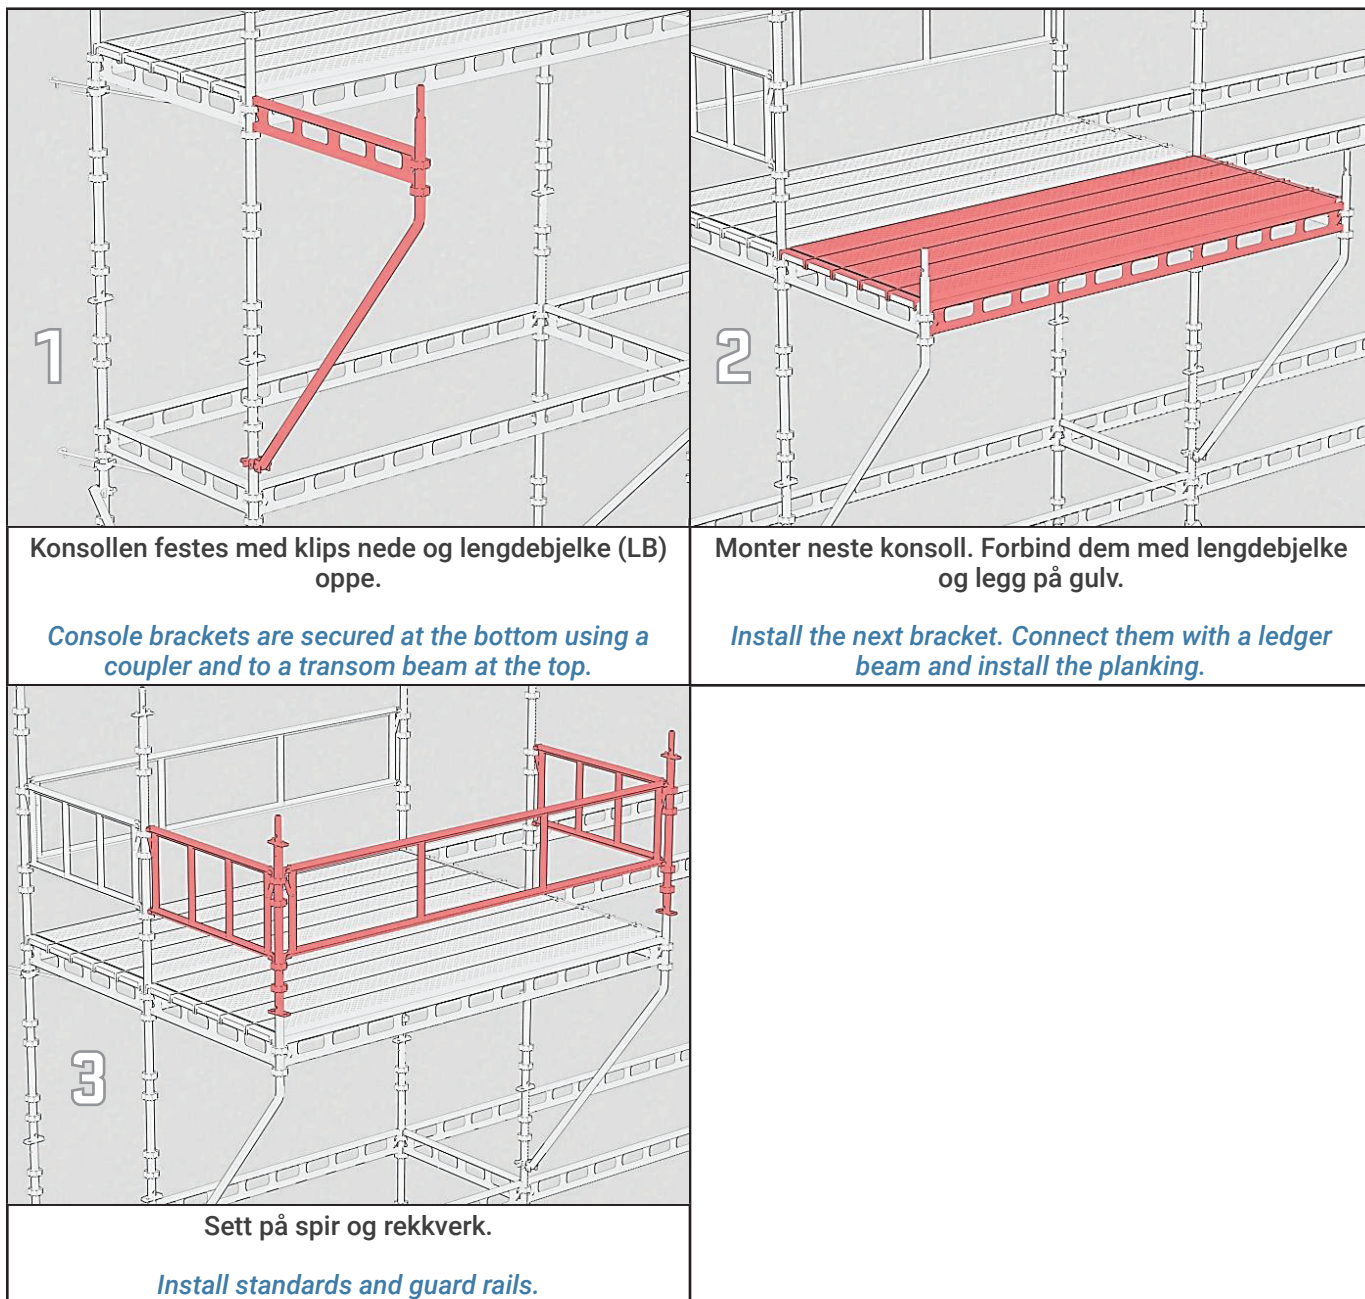 1
Konsollen festes med klips nede og lengdebjelke (LB)
oppe.
Console brackets are secured at the bottom using a
coupler and to a transom beam at the top.
2
Monter neste konsoll. Forbind dem med lengdebjelke
og legg på gulv.
Install the next bracket. Connect them with a ledger
beam and install the planking.
3
Sett på spir og rekkverk.
Install standards and guard rails.